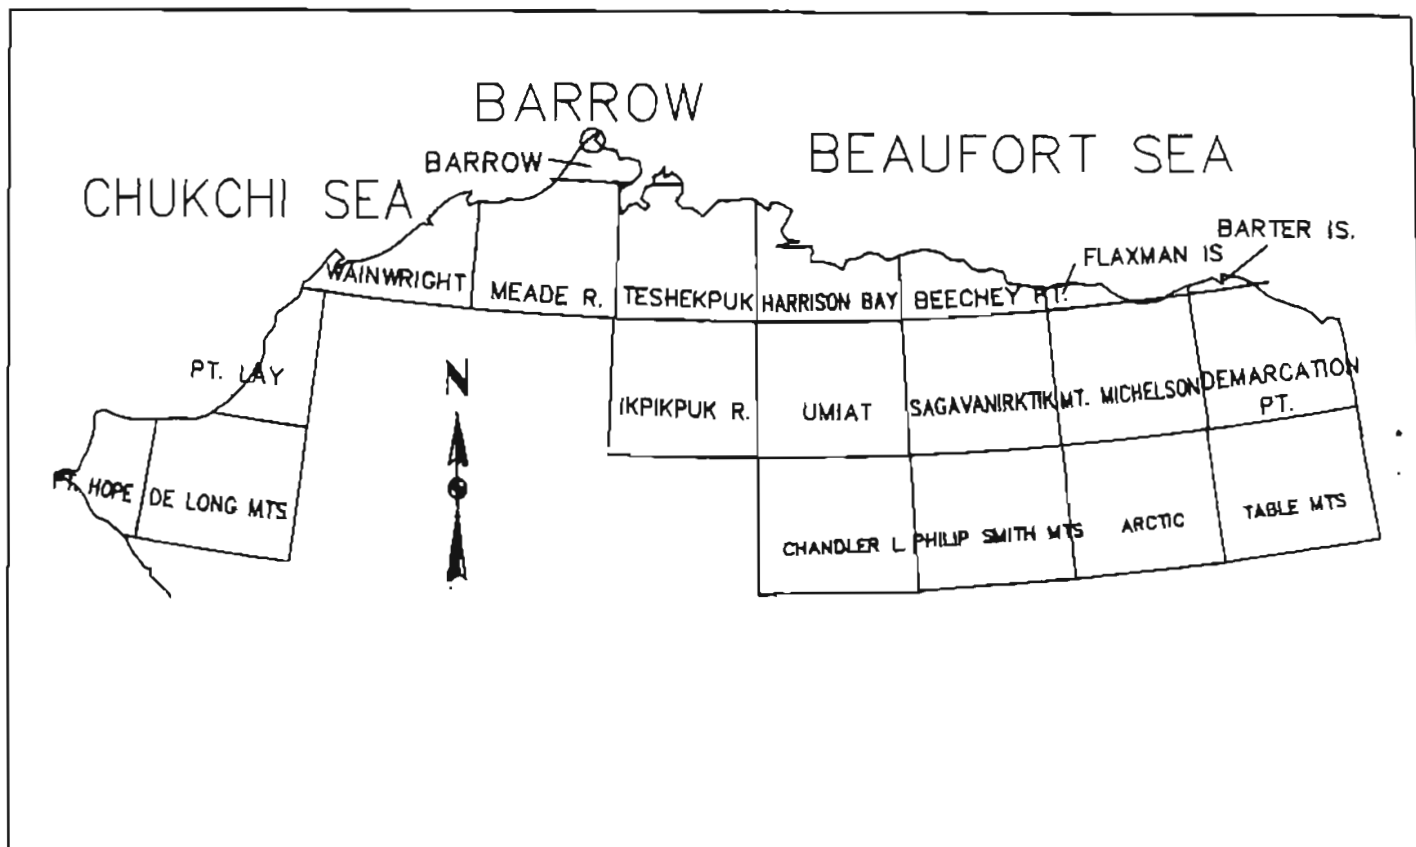 BARROW
BEAUFORT SEA
BARROW
CHUKCHI SEA
BARTER IS.
FLAXMAN IS
WAINWRIGHT
MEADE R.
TESHEKPUK
HARRISON BAY
BEECHEY PT.
PT. LAY
N
IKPIKPUK R.
UMIAT
SAGAVANIRKTIK
MT. MICHELSON
DEMARCATION
PT.
PT. HOPE
DE LONG MTS
CHANDLER L
PHILIP SMITH MTS
ARCTIC
TABLE MTS